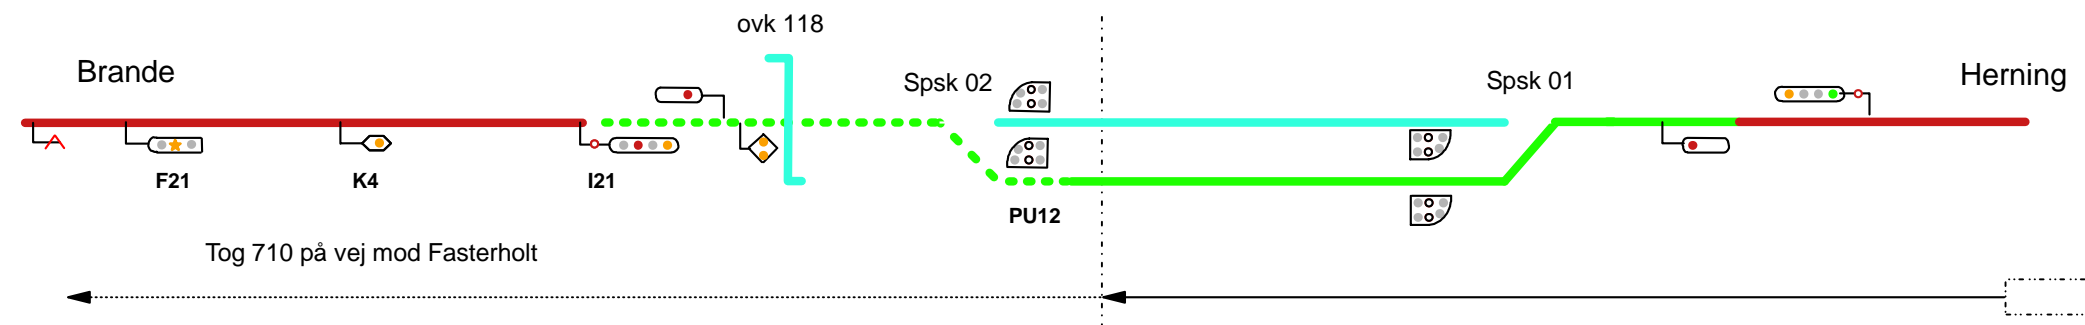 ovk 118
Brande
Spsk 02
Spsk 01
Herning
F21
K4
I21
PU12
Tog 710 på vej mod Fasterholt